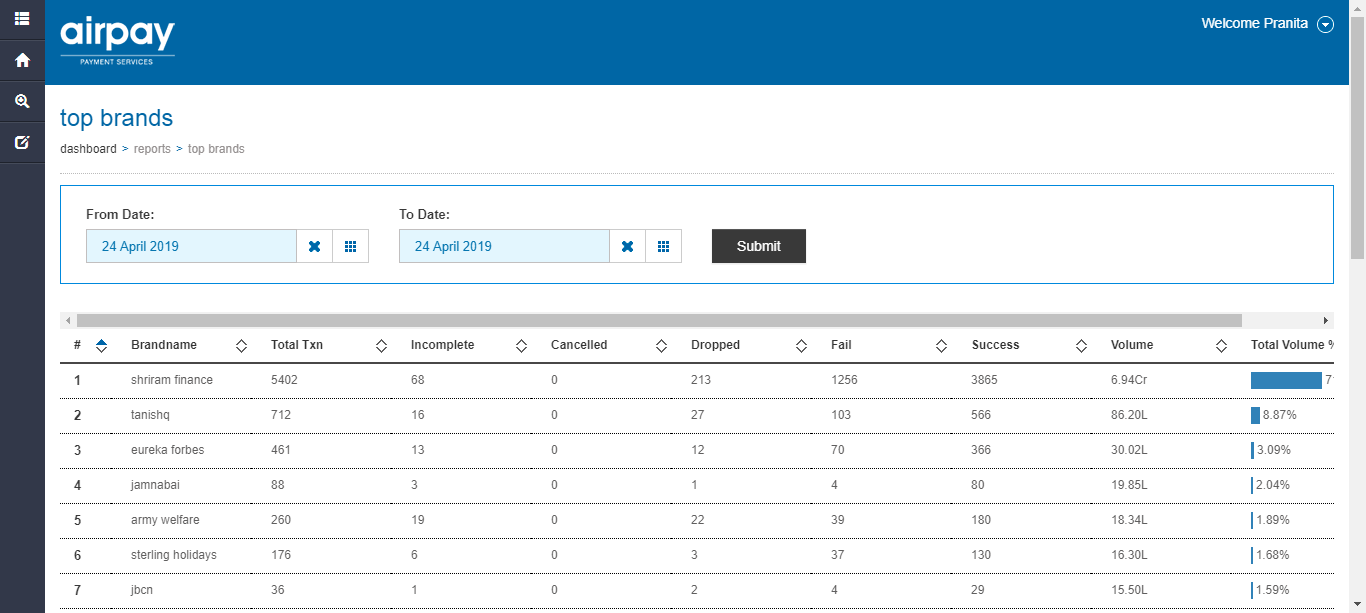 airpay
PAYMENT SERVICES
Welcome Pranita
top brands
dashboard > reports > top brands
From Date: To Date:
24 April 2019 24 April 2019 Submit
# Brandname Total Txn Incomplete Cancelled Dropped Fail Success Volume Total Volume %
1 shriram finance 5402 68 0 213 1256 3865 6.94Cr
2 tanishq 712 16 0 27 103 566 86.20L 8.87%
3 eureka forbes 461 13 0 12 70 366 30.02L 3.09%
4 jamnabai 88 3 0 1 4 80 19.85L 2.04%
5 army welfare 260 19 0 22 39 180 18.34L 1.89%
6 sterling holidays 176 6 0 3 37 130 16.30L 1.68%
7 jbcn 36 1 0 2 4 29 15.50L 1.59%